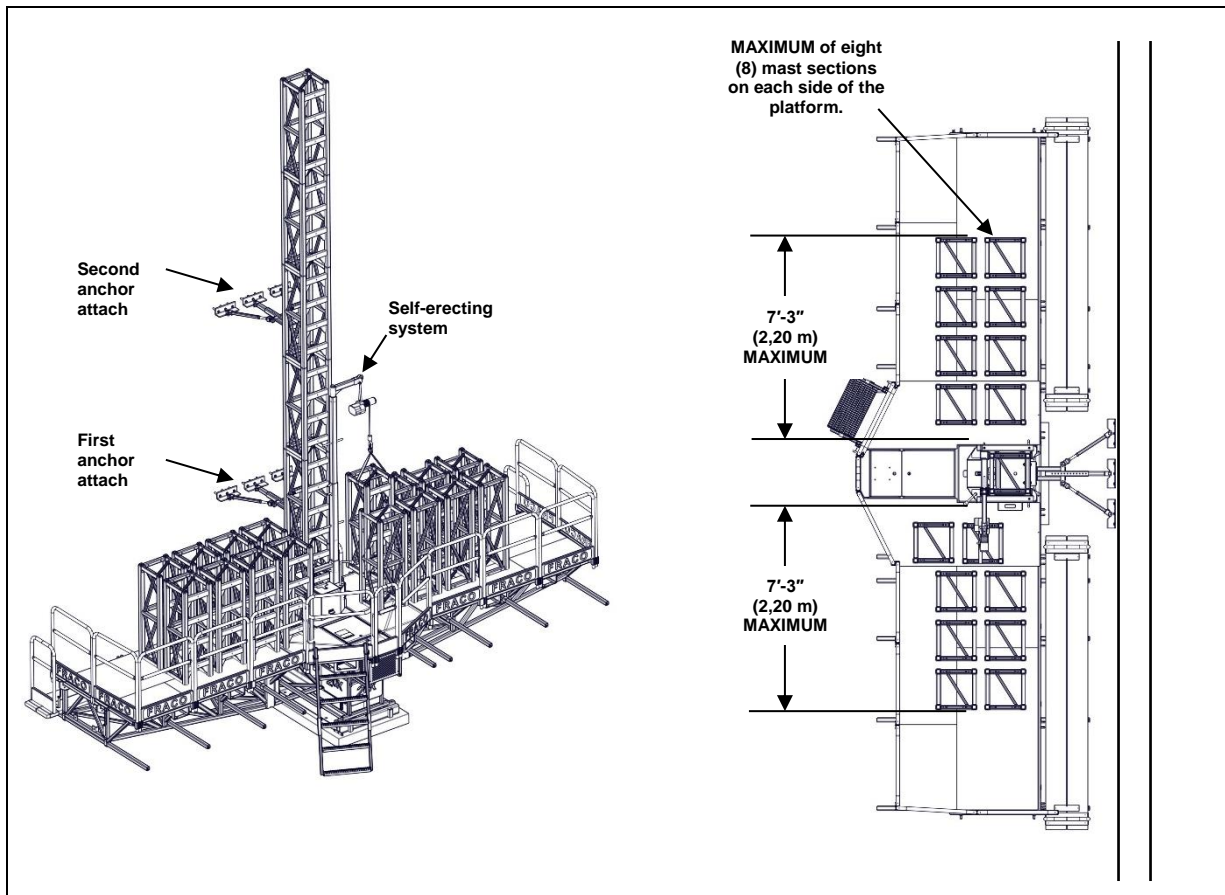 Second
anchor
attach
Self-erecting
system
First
anchor
attach
FRACO
FRACO
FRACO
FRACO
FRACO
FRACO
FRACO
FRACO
MAXIMUM of eight
(8) mast sections
on each side of the
platform.
7'-3"
(2,20 m)
MAXIMUM
7'-3"
(2,20 m)
MAXIMUM